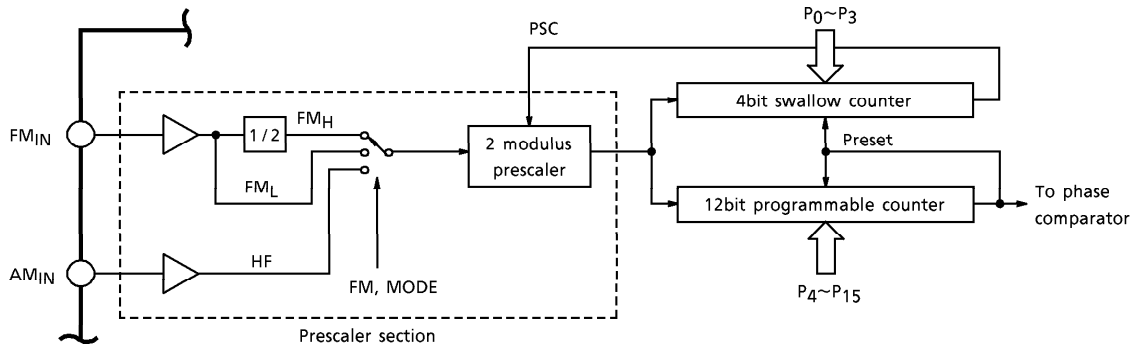 P0~P3
PSC
4bit swallow counter
FMIN
1/2
FMH
2 modulus
prescaler
Preset
FML
12bit programmable counter
To phase
comparator
AMIN
HF
FM, MODE
P4~P15
Prescaler section